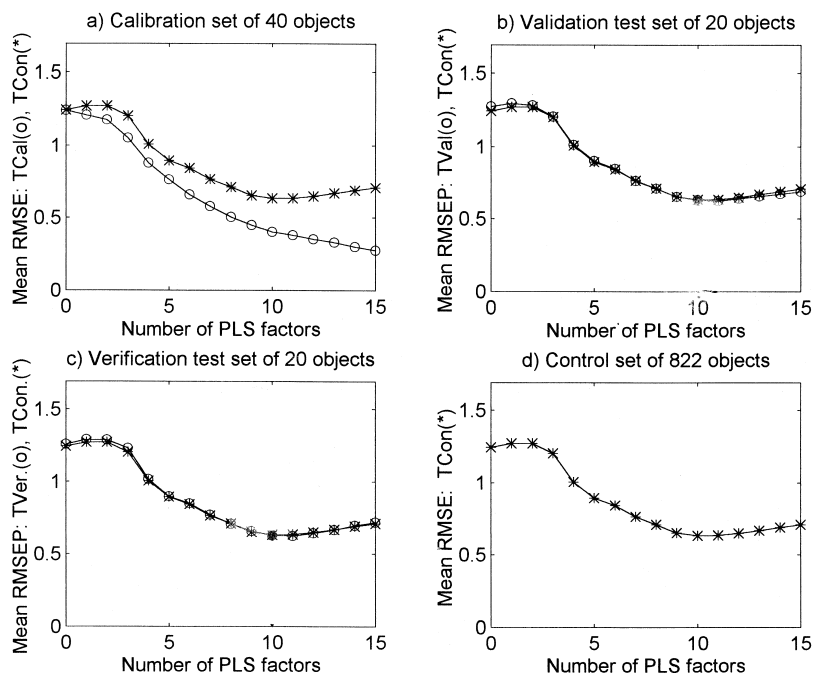 a) Calibration set of 40 objects
Mean RMSE: TCal(o), TCon(*)
1.5
1
0.5
0
0 5 10 15
Number of PLS factors
b) Validation test set of 20 objects
Mean RMSEP: TVal(o), TCon(*)
1.5
1
0.5
0
0 5 10 15
Number of PLS factors
c) Verification test set of 20 objects
Mean RMSEP: TVer.(o), TCon.(*)
1.5
1
0.5
0
0 5 10 15
Number of PLS factors
d) Control set of 822 objects
Mean RMSE: TCon(*)
1.5
1
0.5
0
0 5 10 15
Number of PLS factors